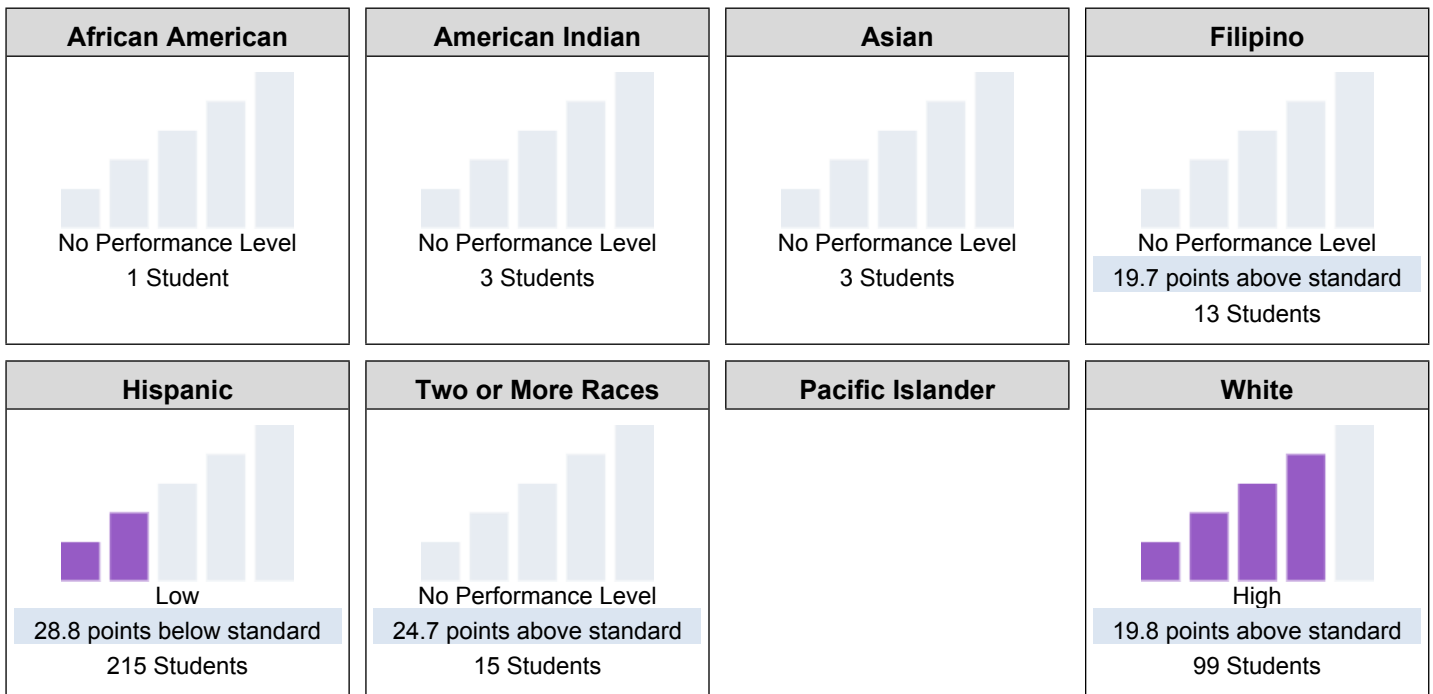 African American
No Performance Level
1 Student
American Indian
No Performance Level
3 Students
Asian
No Performance Level
3 Students
Filipino
No Performance Level
19.7 points above standard
13 Students
Hispanic
Low
28.8 points below standard
215 Students
Two or More Races
No Performance Level
24.7 points above standard
15 Students
Pacific Islander
White
High
19.8 points above standard
99 Students